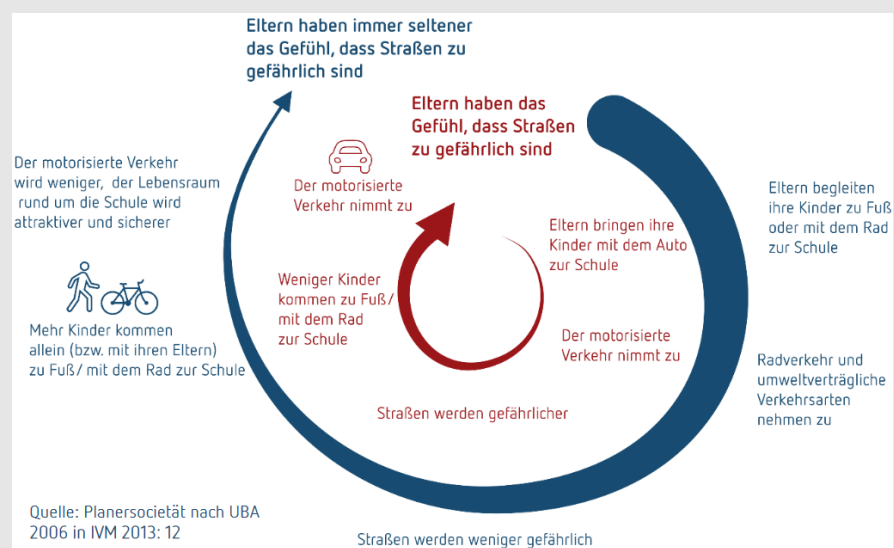 Eltern haben immer seltener
das Gefühl, dass Straßen zu
gefährlich sind
Eltern haben das
Gefühl, dass Straßen
zu gefährlich sind
Der motorisierte Verkehr
wird weniger, der Lebensraum
rund um die Schule wird
attraktiver und sicherer
Der motorisierte
Verkehr nimmt zu
Eltern begleiten
ihre Kinder zu Fuß
oder mit dem Rad
zur Schule
Eltern bringen ihre
Kinder mit dem Auto
zur Schule
Weniger Kinder
kommen zu Fuß/
mit dem Rad
zur Schule
Mehr Kinder kommen
allein (bzw. mit ihren Eltern)
zu Fuß/ mit dem Rad zur Schule
Der motorisierte
Verkehr nimmt zu
Radverkehr und
umweltverträgliche
Verkehrsarten
nehmen zu
Straßen werden gefährlicher
Quelle: Planersocietät nach UBA
2006 in IVM 2013: 12
Straßen werden weniger gefährlich